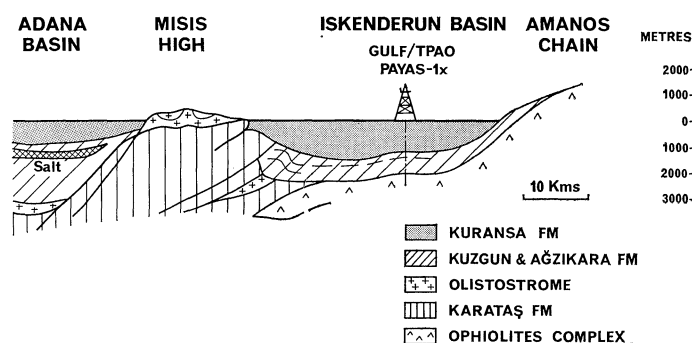 ADANA
BASIN
MISIS
HIGH
ISKENDERUN BASIN
GULF/TPAO
PAYAS-1x
AMANOS
CHAIN
METRES
2000-
1000-
0-
1000-
2000-
3000-
Salt
10 Kms
KURANSA FM
KUZGUN & AĞZIKARA FM
OLISTOSTROME
KARATAŞ FM
OPHIOLITES COMPLEX